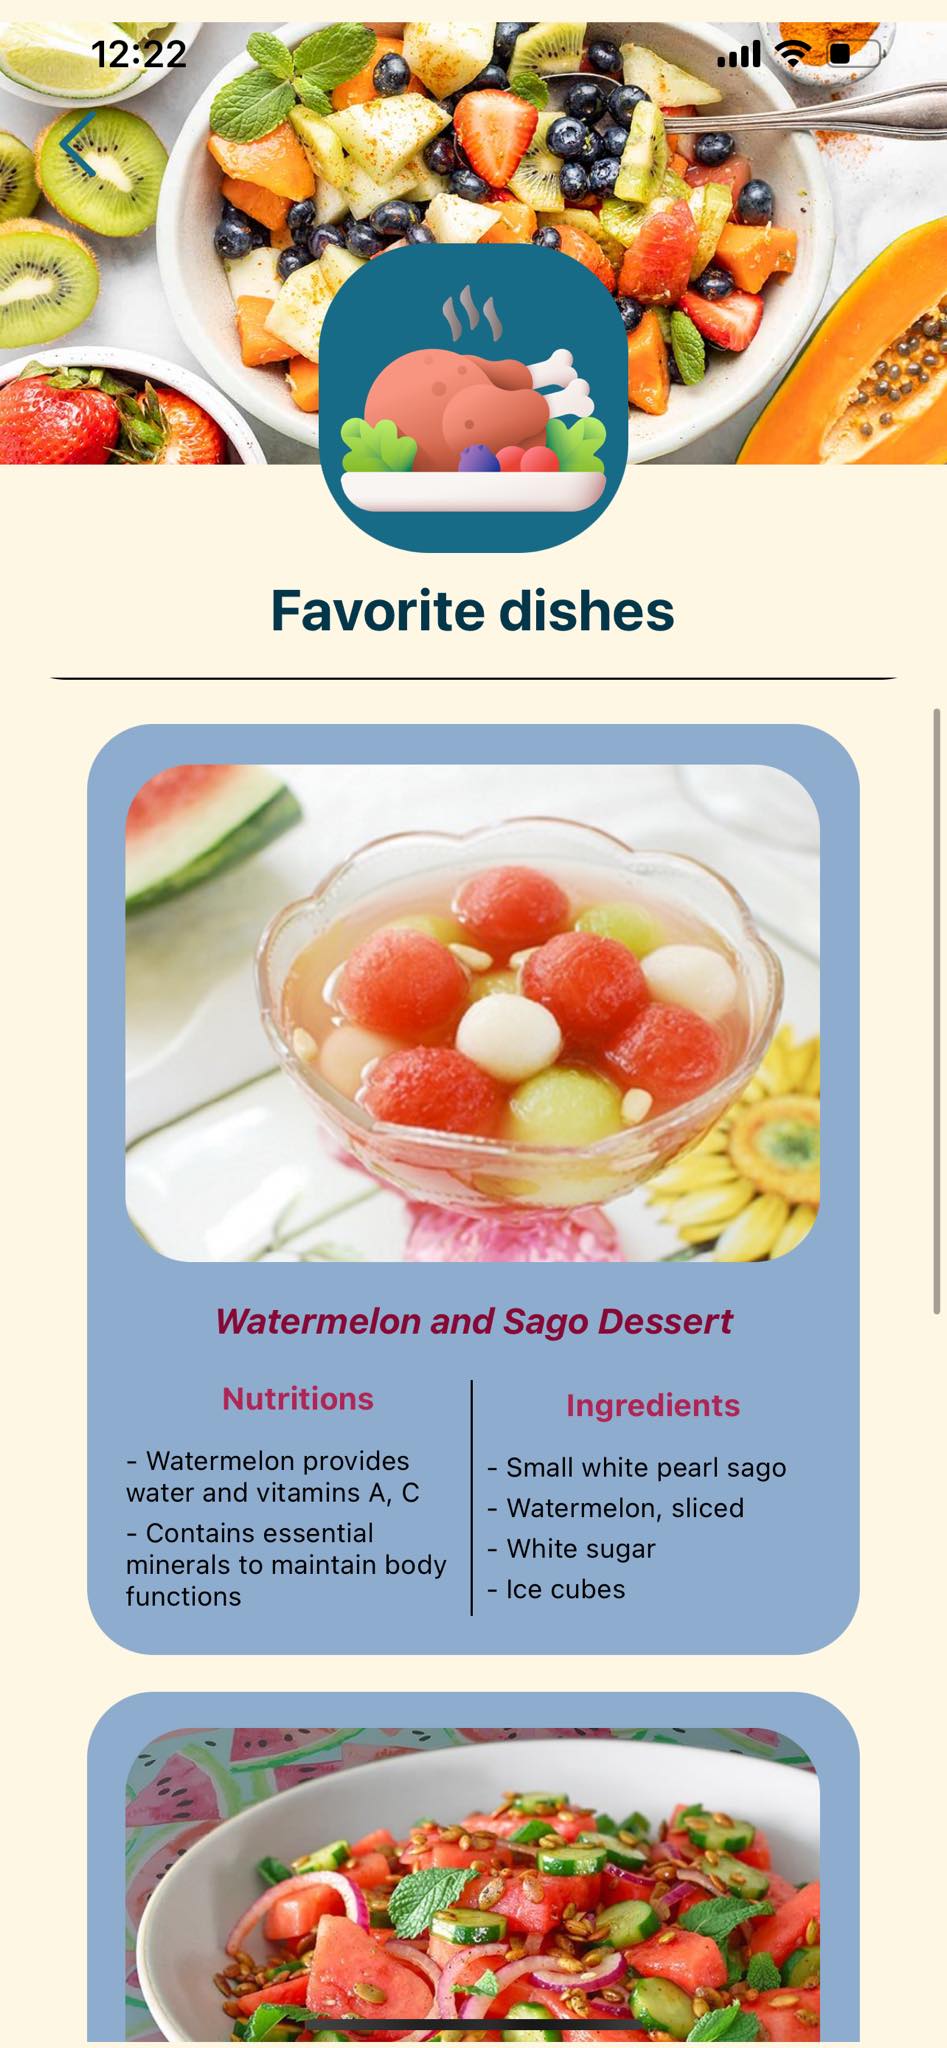 12:22
Favorite dishes
Watermelon and Sago Dessert
Nutritions
- Watermelon provides
water and vitamins A, C
- Contains essential
minerals to maintain body
functions
Ingredients
- Small white pearl sago
- Watermelon, sliced
- White sugar
- Ice cubes